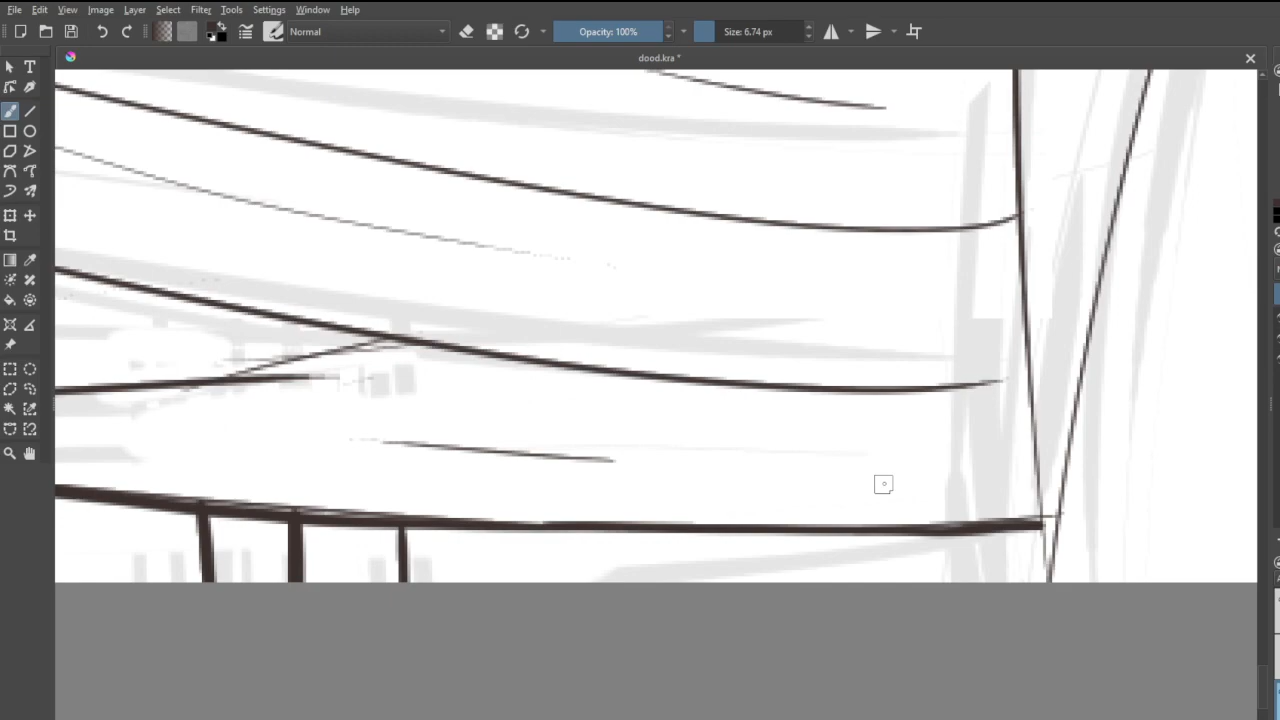 File Edit View Image Layer Select Filter Tools Settings Window Help
Normal Opacity: 100% Size: 6.74 px
dood.kra *